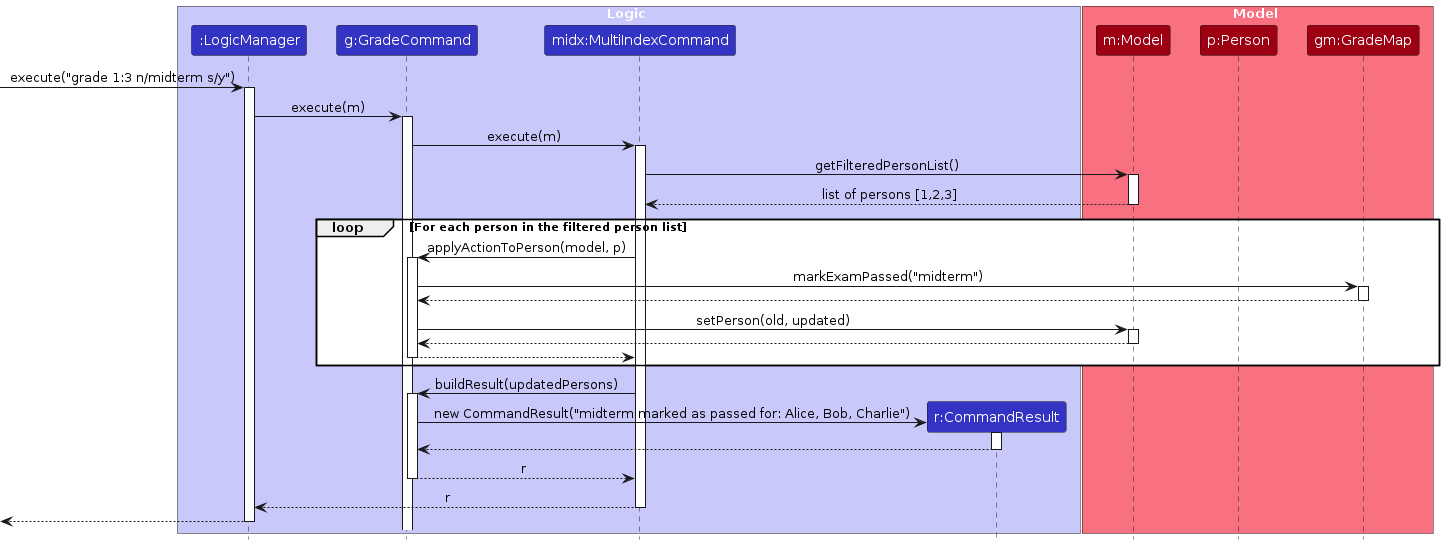 Logic
Model
:LogicManager
g:GradeCommand
midx:MultiIndexCommand
m:Model
p:Person
gm:GradeMap
execute("grade 1:3 n/midterm s/y")
execute(m)
execute(m)
getFilteredPersonList()
list of persons [1,2,3]
loop
[For each person in the filtered person list]
applyActionToPerson(model, p)
markExamPassed("midterm")
setPerson(old, updated)
buildResult(updatedPersons)
new CommandResult("midterm marked as passed for: Alice, Bob, Charlie")
r:CommandResult
r
r